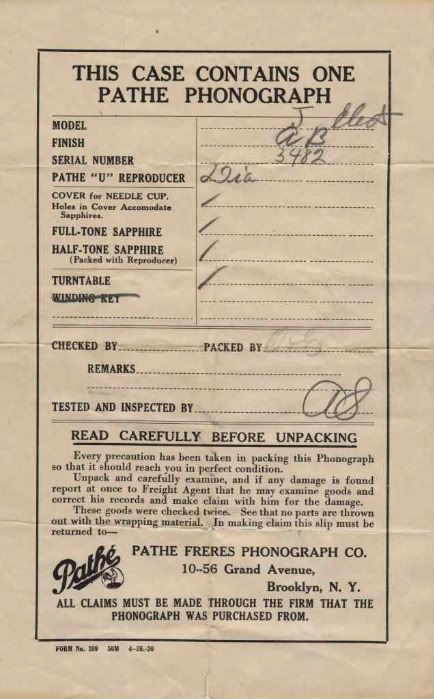 THIS CASE CONTAINS ONE
PATHE PHONOGRAPH
MODEL J Elect
FINISH A B
SERIAL NUMBER 3482
PATHE "U" REPRODUCER Dia
COVER for NEEDLE CUP.
Holes in Cover Accomodate
Sapphires.
FULL-TONE SAPPHIRE
HALF-TONE SAPPHIRE
(Packed with Reproducer)
TURNTABLE
WINDING KEY
CHECKED BY PACKED BY
REMARKS
TESTED AND INSPECTED BY
READ CAREFULLY BEFORE UNPACKING
Every precaution has been taken in packing this Phonograph
so that it should reach you in perfect condition.
Unpack and carefully examine, and if any damage is found
report at once to Freight Agent that he may examine goods and
correct his records and make claim with him for the damage.
These goods were checked twice. See that no parts are thrown
out with the wrapping material. In making claim this slip must be
returned to—
Pathé
PATHE FRERES PHONOGRAPH CO.
10-56 Grand Avenue,
Brooklyn, N. Y.
ALL CLAIMS MUST BE MADE THROUGH THE FIRM THAT THE
PHONOGRAPH WAS PURCHASED FROM.
FORM No. 109 50M 4-26-20